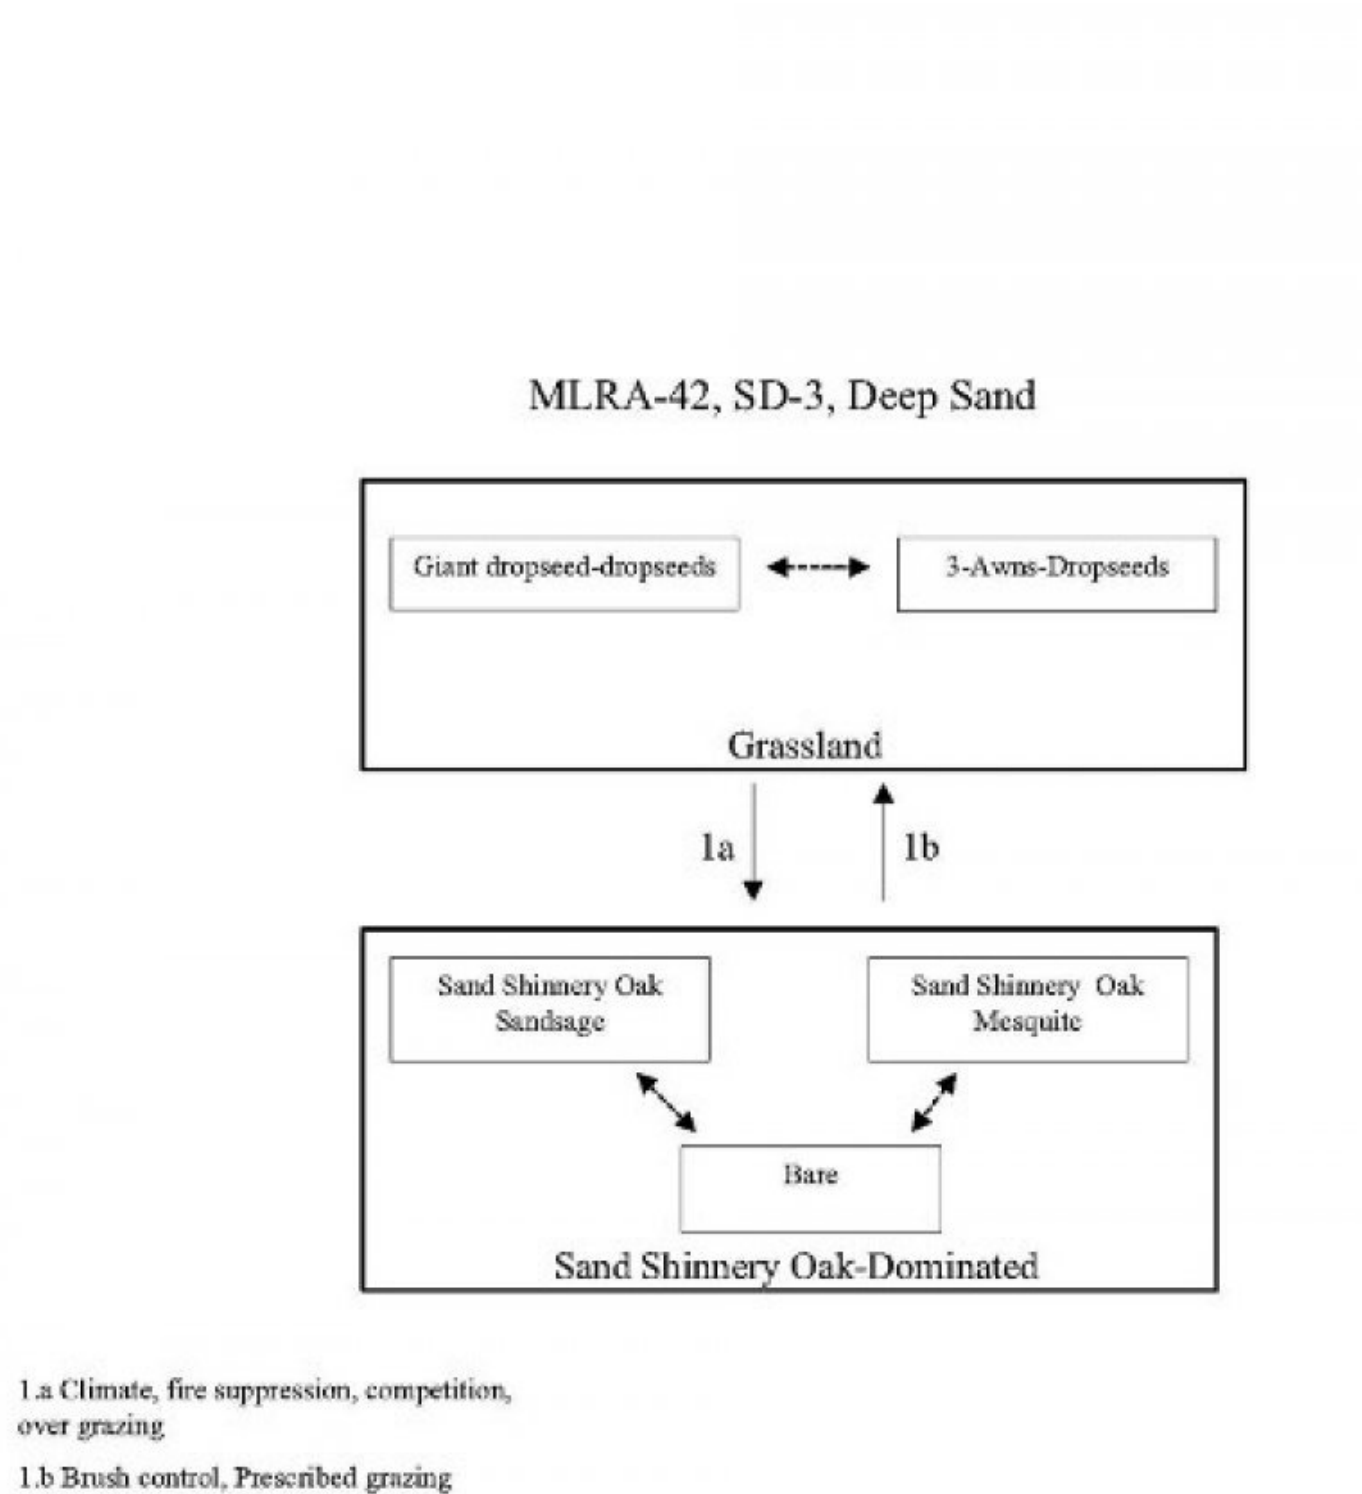 MLRA-42, SD-3, Deep Sand
Giant dropseed-dropseeds
3-Awns-Dropseeds
Grassland
1a
1b
Sand Shinnery Oak
Sandsage
Sand Shinnery Oak
Mesquite
Bare
Sand Shinnery Oak-Dominated
1.a Climate, fire suppression, competition,
over grazing
1.b Brush control, Prescribed grazing